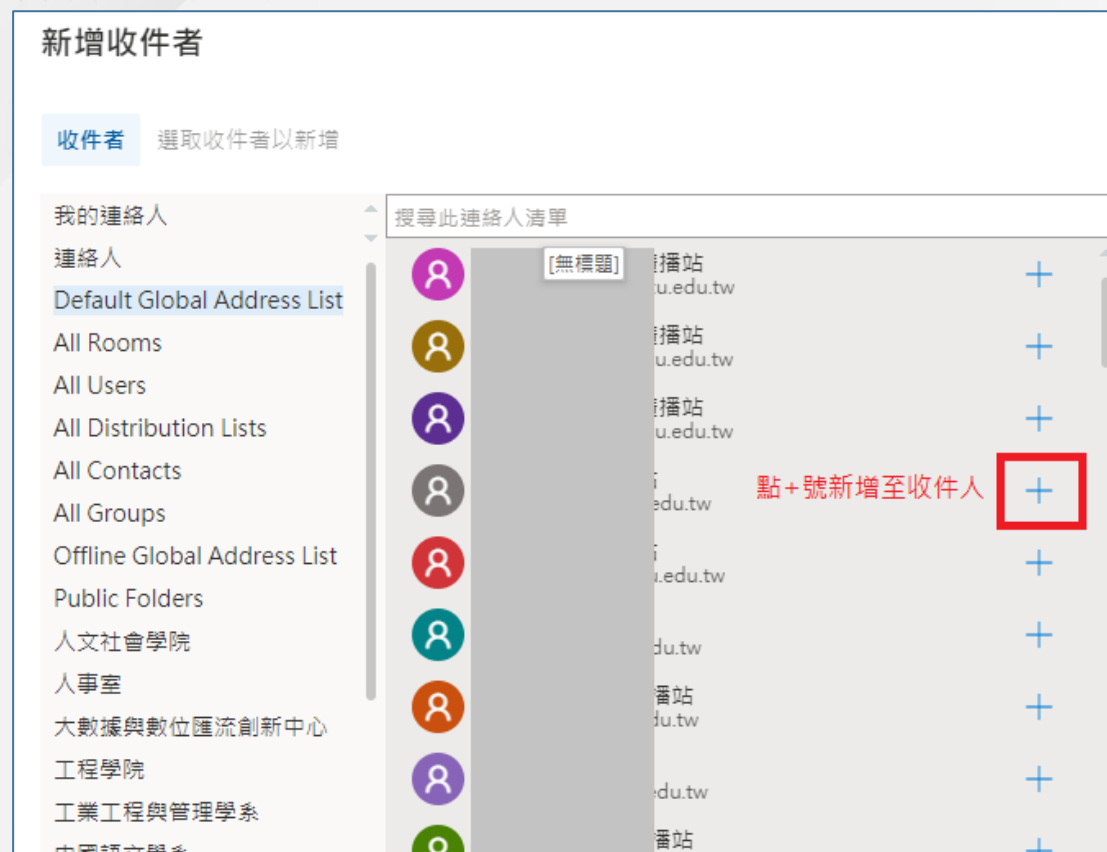 新增收件者
收件者 選取收件者以新增
我的連絡人
連絡人
Default Global Address List
All Rooms
All Users
All Distribution Lists
All Contacts
All Groups
Offline Global Address List
Public Folders
人文社會學院
人事室
大數據與數位匯流創新中心
工程學院
工業工程與管理學系
中國語文學系
搜尋此連絡人清單
[無標題]
播站
u.edu.tw
播站
u.edu.tw
播站
u.edu.tw
edu.tw
點+號新增至收件人
.edu.tw
du.tw
播站
du.tw
edu.tw
播站